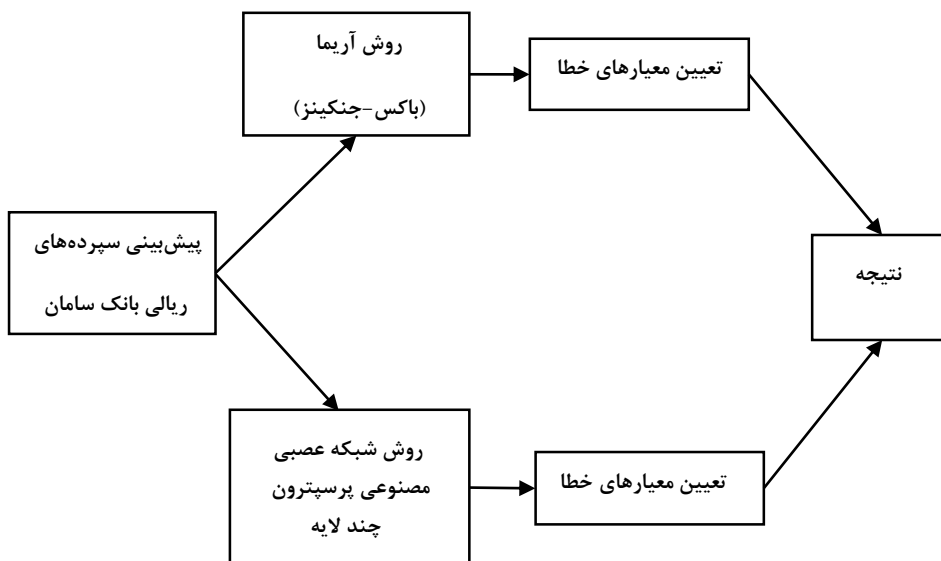 روش آریما
(باکس-جنکینز)
تعیین معیارهای خطا
پیش‌بینی سپرده‌های
ریالی بانک سامان
نتیجه
روش شبکه عصبی
مصنوعی پرسپترون
چند لایه
تعیین معیارهای خطا